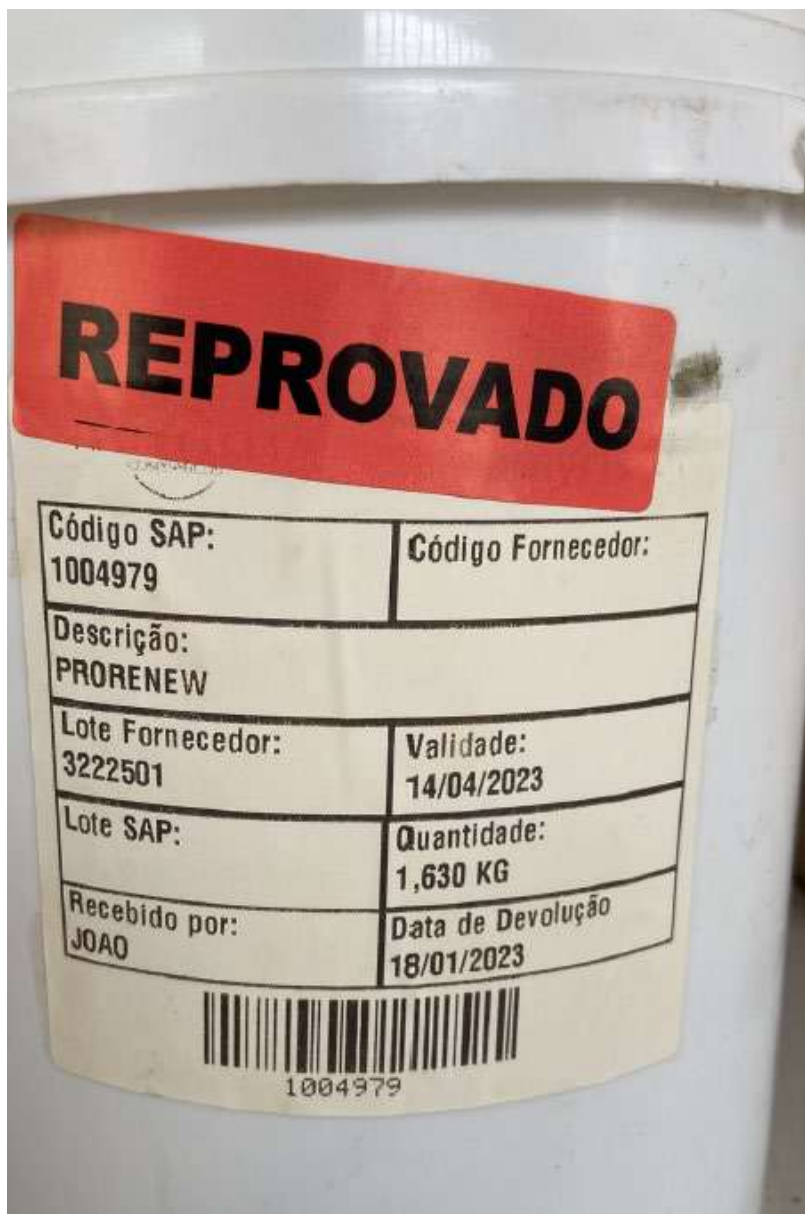 REPROVADO
Código SAP:
1004979
Código Fornecedor:
Descrição:
PRORENEW
Lote Fornecedor:
3222501
Validade:
14/04/2023
Lote SAP:
Quantidade:
1,630 KG
Recebido por:
JOAO
Data de Devolução
18/01/2023
1004979